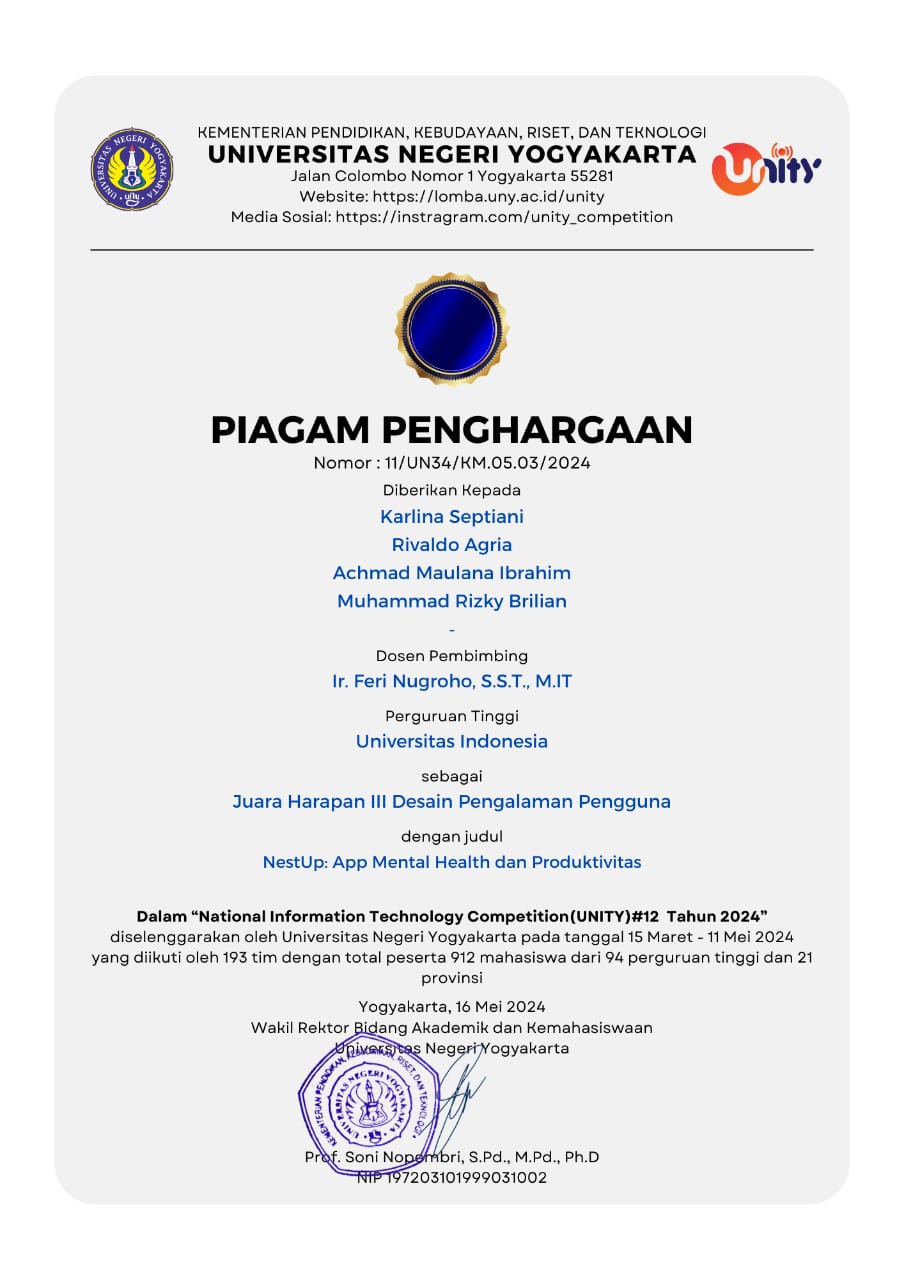 KEMENTERIAN PENDIDIKAN, KEBUDAYAAN, RISET, DAN TEKNOLOGI
UNIVERSITAS NEGERI YOGYAKARTA
Jalan Colombo Nomor 1 Yogyakarta 55281
Website: https://lomba.uny.ac.id/unity
Media Sosial: https://instragram.com/unity_competition
UNIVERSITAS NEGERI YOGYAKARTA
uny
Unity
PIAGAM PENGHARGAAN
Nomor : 11/UN34/KM.05.03/2024
Diberikan Kepada
Karlina Septiani
Rivaldo Agria
Achmad Maulana Ibrahim
Muhammad Rizky Brilian
-
Dosen Pembimbing
Ir. Feri Nugroho, S.S.T., M.IT
Perguruan Tinggi
Universitas Indonesia
sebagai
Juara Harapan III Desain Pengalaman Pengguna
dengan judul
NestUp: App Mental Health dan Produktivitas
Dalam “National Information Technology Competition(UNITY)#12 Tahun 2024”
diselenggarakan oleh Universitas Negeri Yogyakarta pada tanggal 15 Maret - 11 Mei 2024
yang diikuti oleh 193 tim dengan total peserta 912 mahasiswa dari 94 perguruan tinggi dan 21
provinsi
Yogyakarta, 16 Mei 2024
Wakil Rektor Bidang Akademik dan Kemahasiswaan
Universitas Negeri Yogyakarta
KEMENTERIAN PENDIDIKAN, KEBUDAYAAN, RISET, DAN TEKNOLOGI
UNIVERSITAS NEGERI YOGYAKARTA
Prof. Soni Nopembri, S.Pd., M.Pd., Ph.D
NIP 197203101999031002